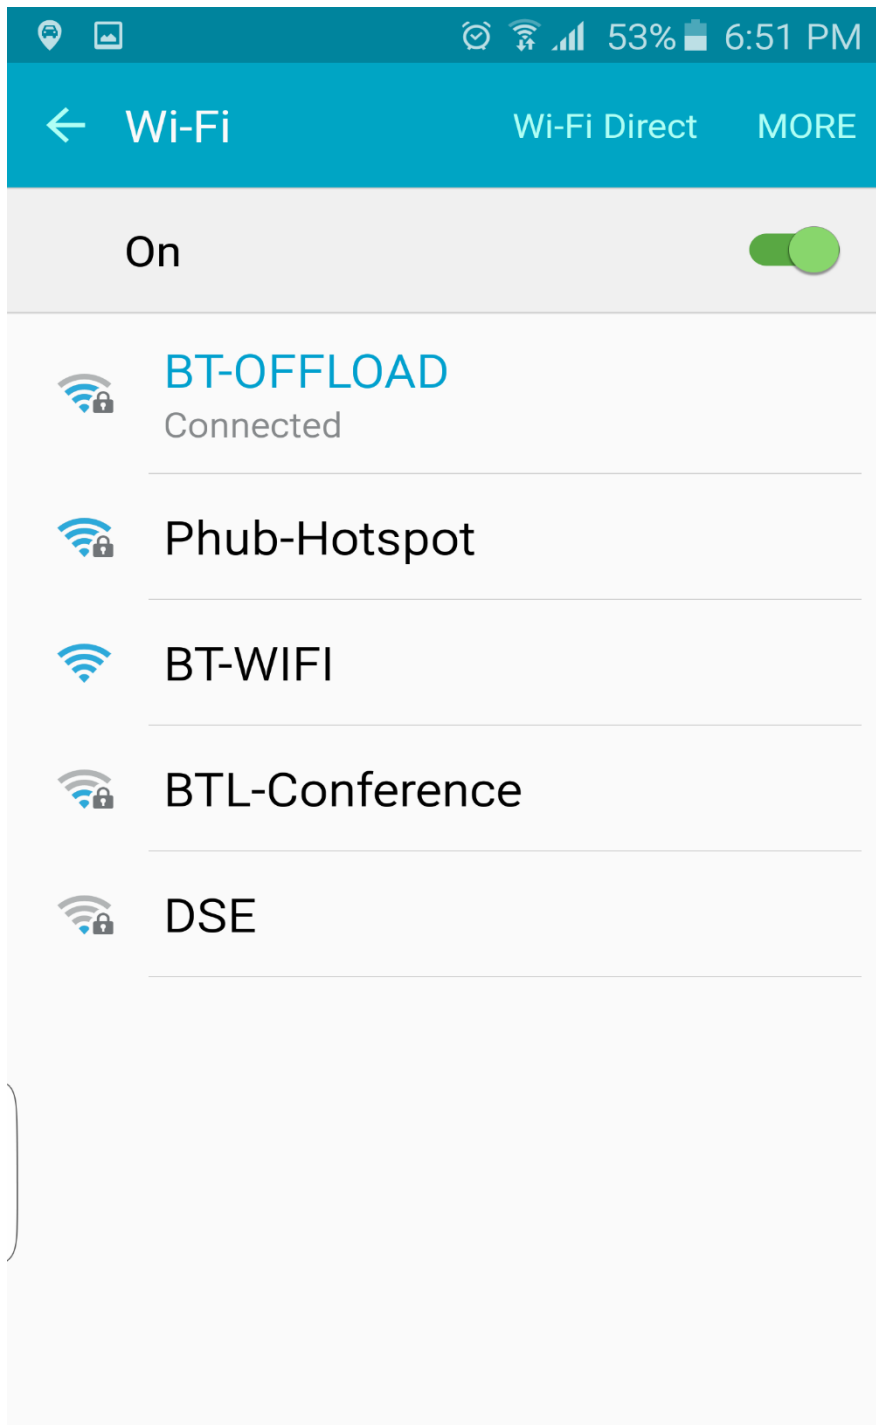 53% 6:51 PM
Wi-Fi Wi-Fi Direct MORE
On
BT-OFFLOAD
Connected
Phub-Hotspot
BT-WIFI
BTL-Conference
DSE